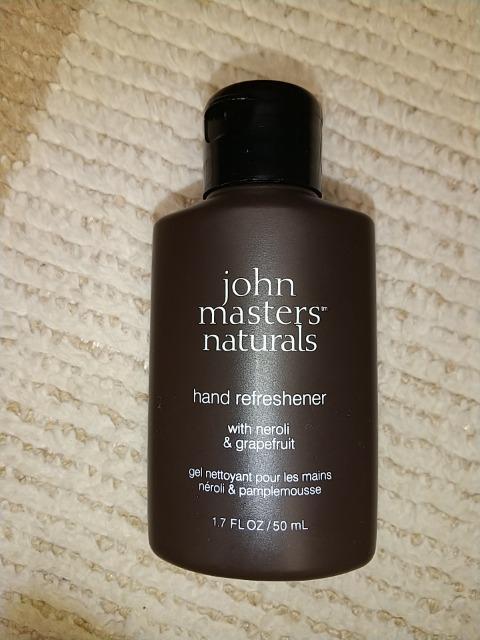 john
masters™
naturals
hand refreshener
with neroli
& grapefruit
gel nettoyant pour les mains
néroli & pamplemousse
1.7 FL OZ / 50 mL